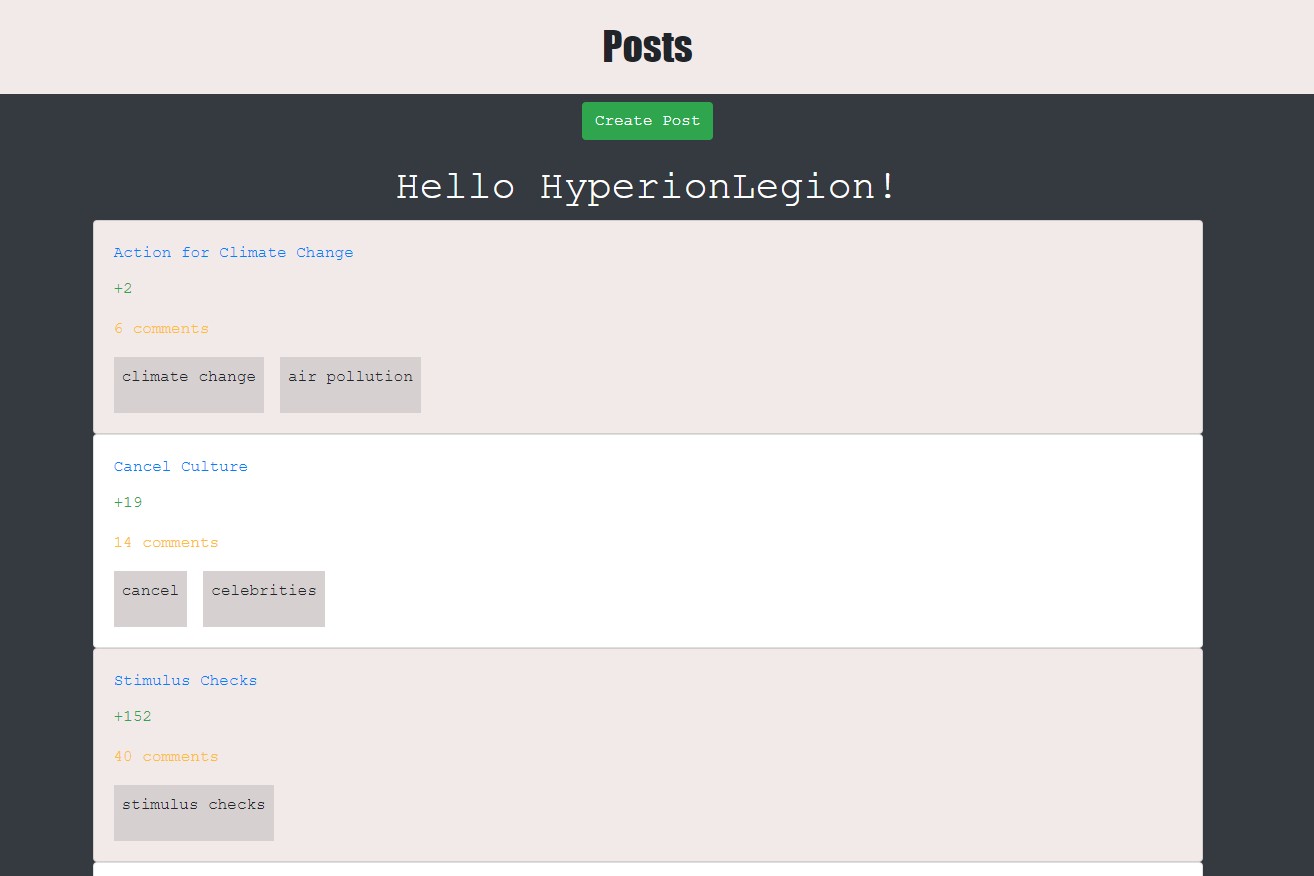 Posts
Create Post
Hello HyperionLegion!
Action for Climate Change
+2
6 comments
climate change air pollution
Cancel Culture
+19
14 comments
cancel celebrities
Stimulus Checks
+152
40 comments
stimulus checks